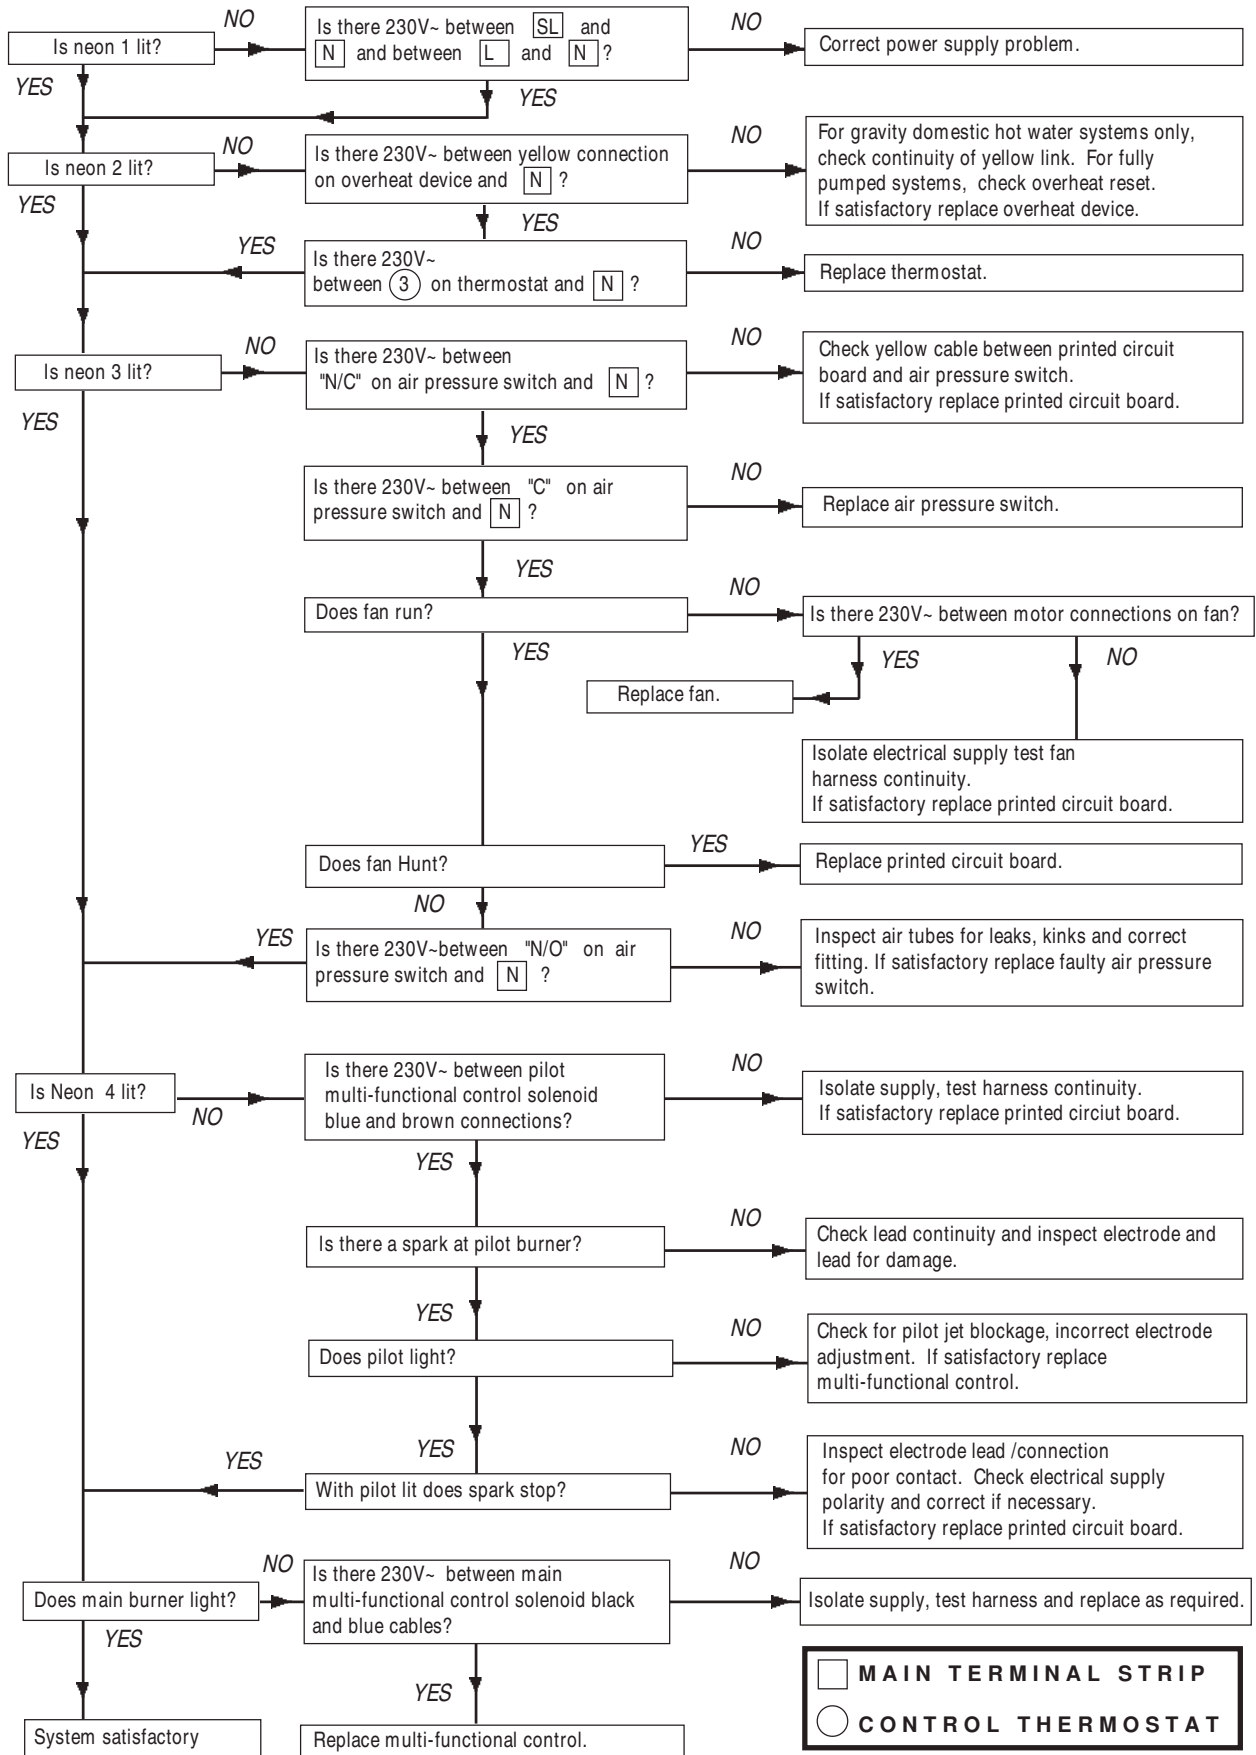 Is neon 1 lit?
NO
Is there 230V~ between SL and
N and between L and N ?
NO
Correct power supply problem.
YES
YES
Is neon 2 lit?
NO
Is there 230V~ between yellow connection
on overheat device and N ?
NO
For gravity domestic hot water systems only,
check continuity of yellow link. For fully
pumped systems, check overheat reset.
If satisfactory replace overheat device.
YES
YES
YES
Is there 230V~
between 3 on thermostat and N ?
NO
Replace thermostat.
Is neon 3 lit?
NO
Is there 230V~ between
"N/C" on air pressure switch and N ?
NO
Check yellow cable between printed circuit
board and air pressure switch.
If satisfactory replace printed circuit board.
YES
YES
Is there 230V~ between "C" on air
pressure switch and N ?
NO
Replace air pressure switch.
YES
Does fan run?
NO
Is there 230V~ between motor connections on fan?
YES
YES
NO
Replace fan.
Isolate electrical supply test fan
harness continuity.
If satisfactory replace printed circuit board.
Does fan Hunt?
YES
Replace printed circuit board.
NO
YES
Is there 230V~between "N/O" on air
pressure switch and N ?
NO
Inspect air tubes for leaks, kinks and correct
fitting. If satisfactory replace faulty air pressure
switch.
Is Neon 4 lit?
NO
Is there 230V~ between pilot
multi-functional control solenoid
blue and brown connections?
NO
Isolate supply, test harness continuity.
If satisfactory replace printed circiut board.
YES
YES
Is there a spark at pilot burner?
NO
Check lead continuity and inspect electrode and
lead for damage.
YES
Does pilot light?
NO
Check for pilot jet blockage, incorrect electrode
adjustment. If satisfactory replace
multi-functional control.
YES
YES
With pilot lit does spark stop?
NO
Inspect electrode lead /connection
for poor contact. Check electrical supply
polarity and correct if necessary.
If satisfactory replace printed circuit board.
Does main burner light?
NO
Is there 230V~ between main
multi-functional control solenoid black
and blue cables?
NO
Isolate supply, test harness and replace as required.
YES
YES
System satisfactory
Replace multi-functional control.
MAIN TERMINAL STRIP
CONTROL THERMOSTAT